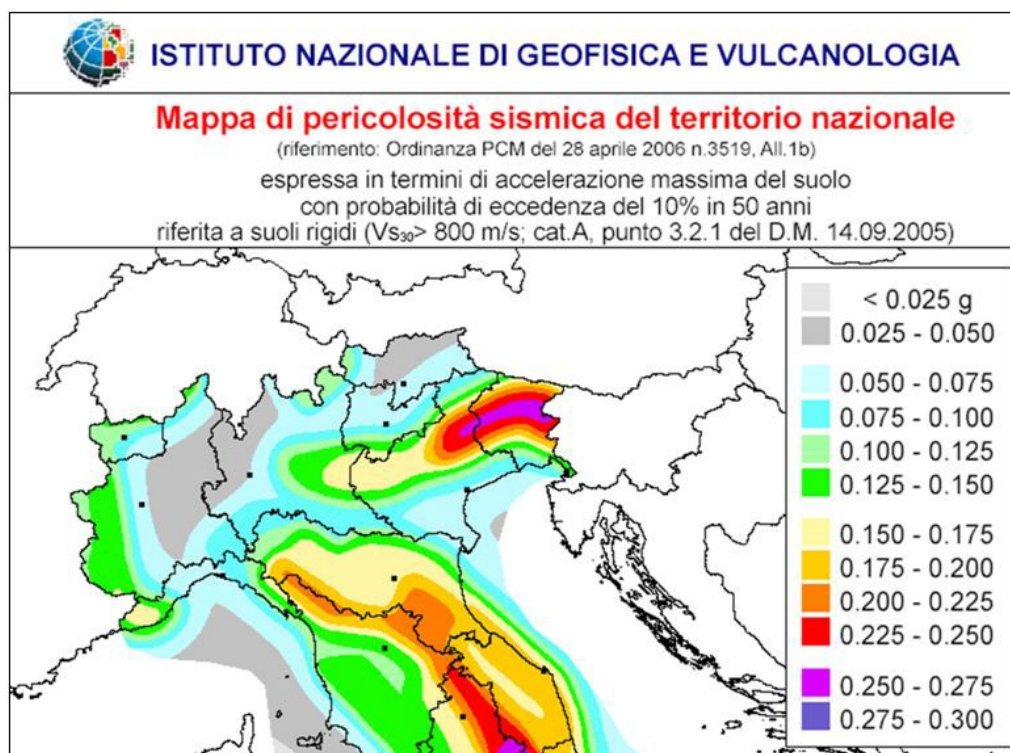 ISTITUTO NAZIONALE DI GEOFISICA E VULCANOLOGIA
Mappa di pericolosità sismica del territorio nazionale
(riferimento: Ordinanza PCM del 28 aprile 2006 n.3519, All.1b)
espressa in termini di accelerazione massima del suolo
con probabilità di eccedenza del 10% in 50 anni
riferita a suoli rigidi (Vs₃₀> 800 m/s; cat.A, punto 3.2.1 del D.M. 14.09.2005)
< 0.025 g
0.025 - 0.050
0.050 - 0.075
0.075 - 0.100
0.100 - 0.125
0.125 - 0.150
0.150 - 0.175
0.175 - 0.200
0.200 - 0.225
0.225 - 0.250
0.250 - 0.275
0.275 - 0.300